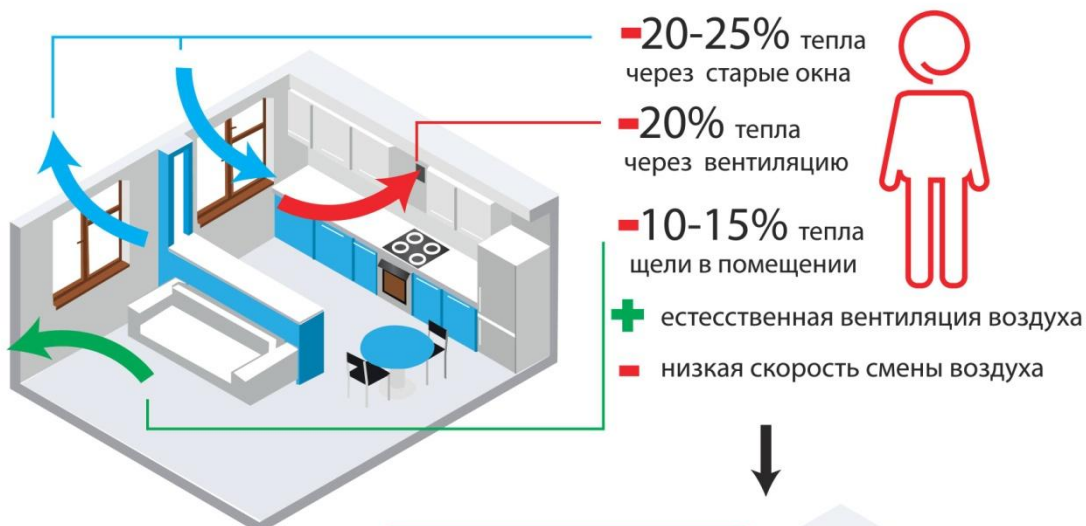 -20-25% тепла
через старые окна
-20% тепла
через вентиляцию
-10-15% тепла
щели в помещении
+ естесственная вентиляция воздуха
- низкая скорость смены воздуха